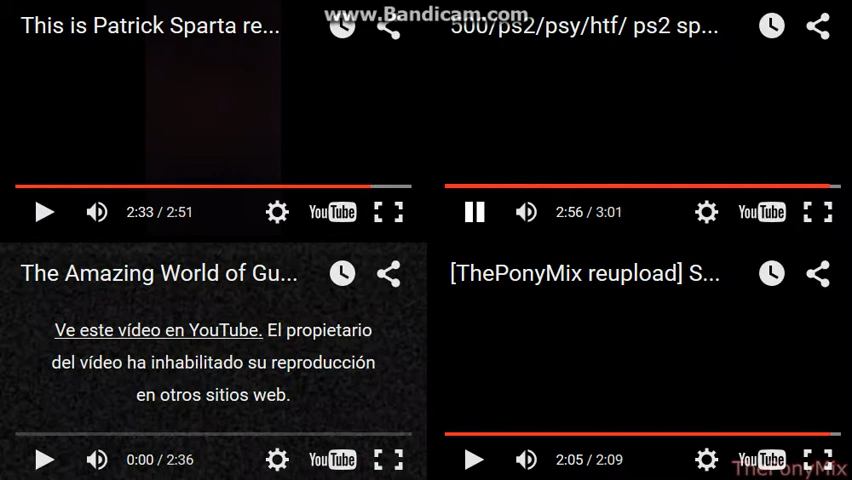 www.Bandicam.com
This is Patrick Sparta re...
500/ps2/psy/htf/ ps2 sp...
2:33 / 2:51
YouTube
2:56 / 3:01
YouTube
The Amazing World of Gu...
[ThePonyMix reupload] S...
Ve este vídeo en YouTube. El propietario
del vídeo ha inhabilitado su reproducción
en otros sitios web.
0:00 / 2:36
YouTube
2:05 / 2:09
YouTube
ThePonyMix